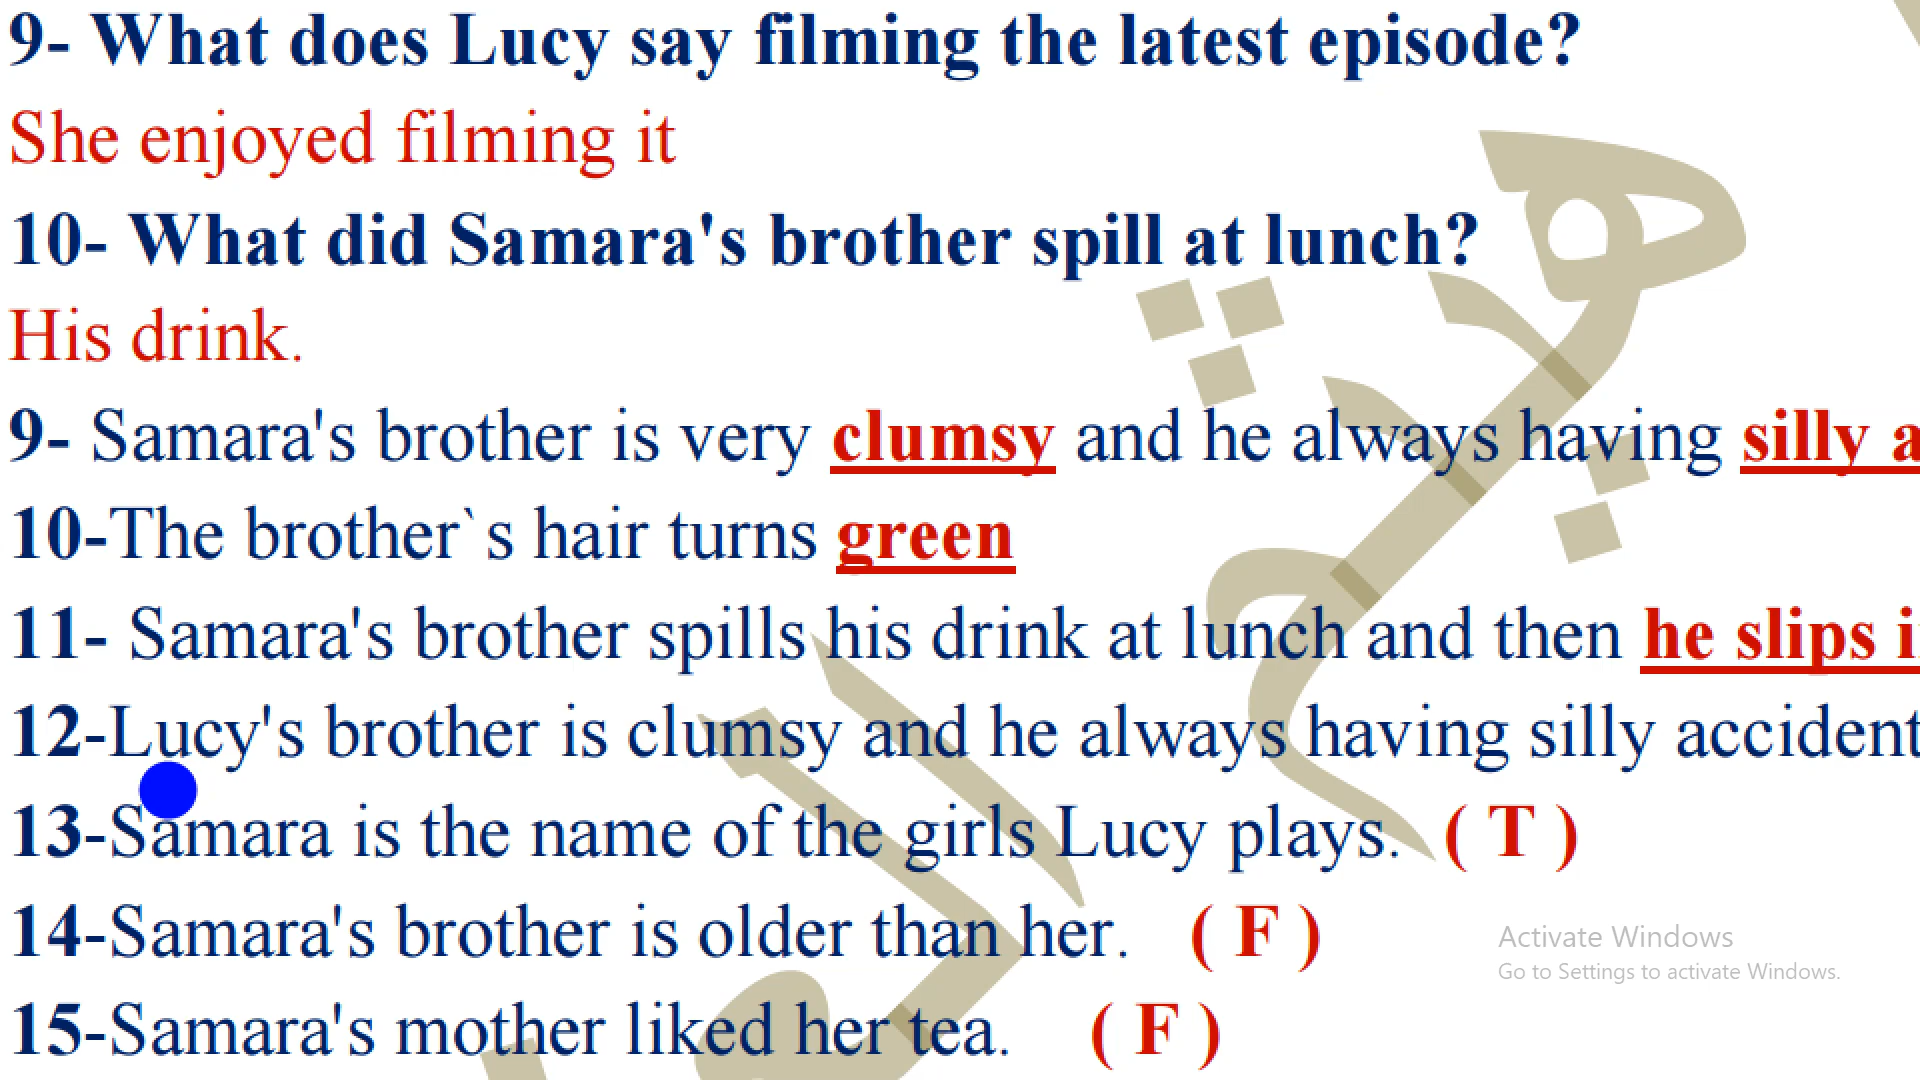 9- What does Lucy say filming the latest episode?
She enjoyed filming it
10- What did Samara's brother spill at lunch?
His drink.
9- Samara's brother is very clumsy and he always having silly a
10-The brother`s hair turns green
11- Samara's brother spills his drink at lunch and then he slips i
12-Lucy's brother is clumsy and he always having silly accident
13-Samara is the name of the girls Lucy plays. ( T )
14-Samara's brother is older than her. ( F )
Activate Windows
Go to Settings to activate Windows.
15-Samara's mother liked her tea. ( F )